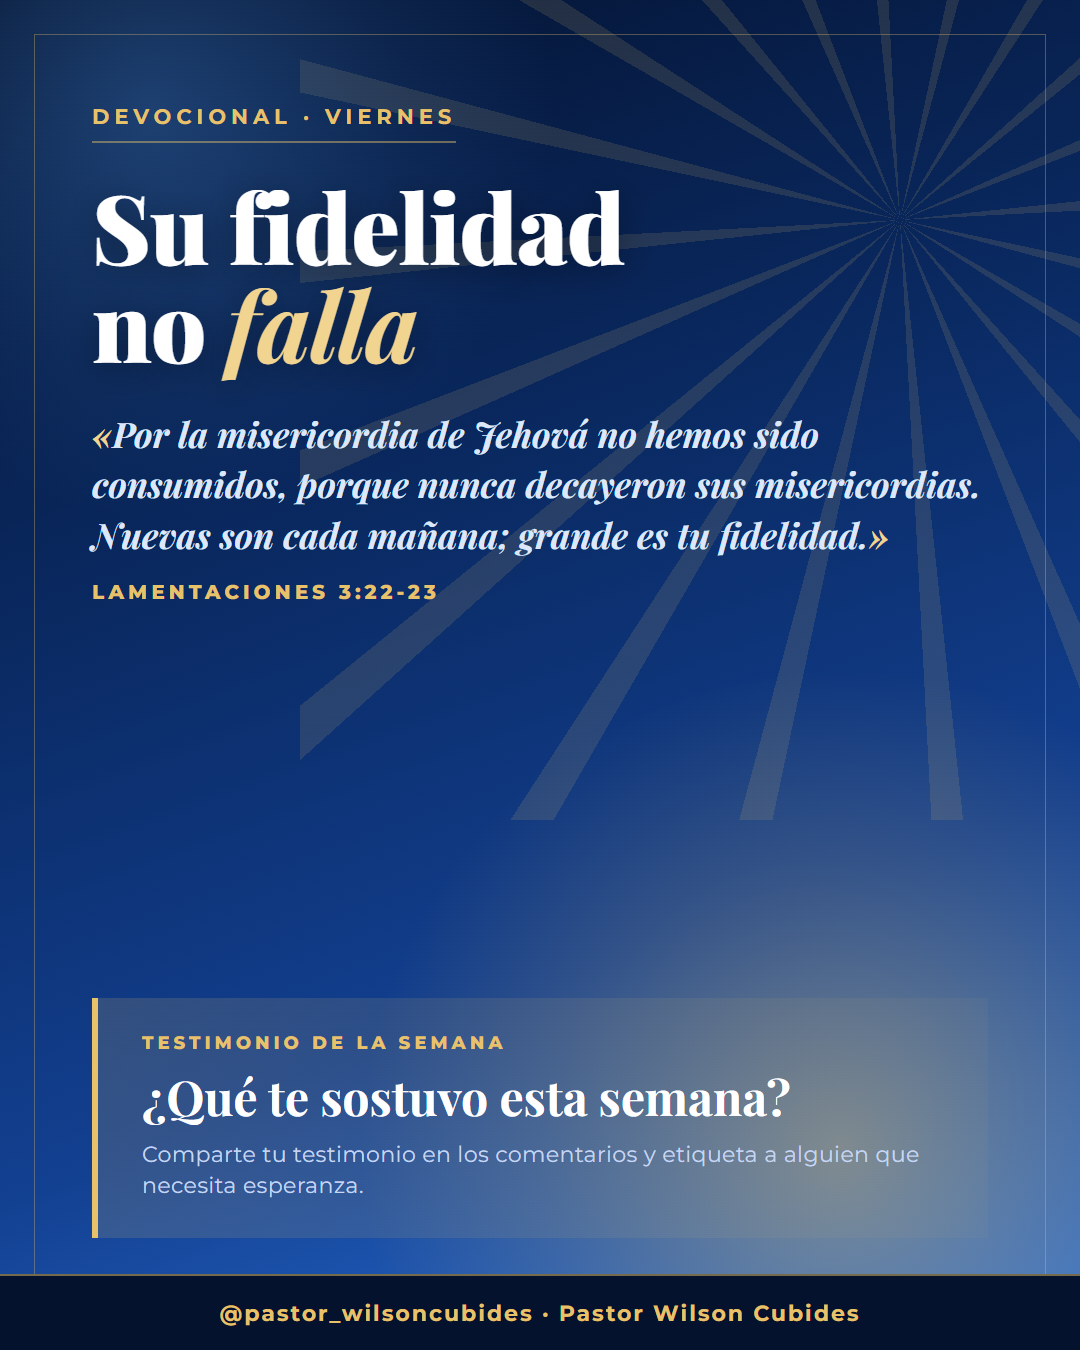 DEVOCIONAL · VIERNES
Su fidelidad
no falla
«Por la misericordia de Jehová no hemos sido
consumidos, porque nunca decayeron sus misericordias.
Nuevas son cada mañana; grande es tu fidelidad.»
LAMENTACIONES 3:22-23
TESTIMONIO DE LA SEMANA
¿Qué te sostuvo esta semana?
Comparte tu testimonio en los comentarios y etiqueta a alguien que
necesita esperanza.
@pastor_wilsoncubides · Pastor Wilson Cubides